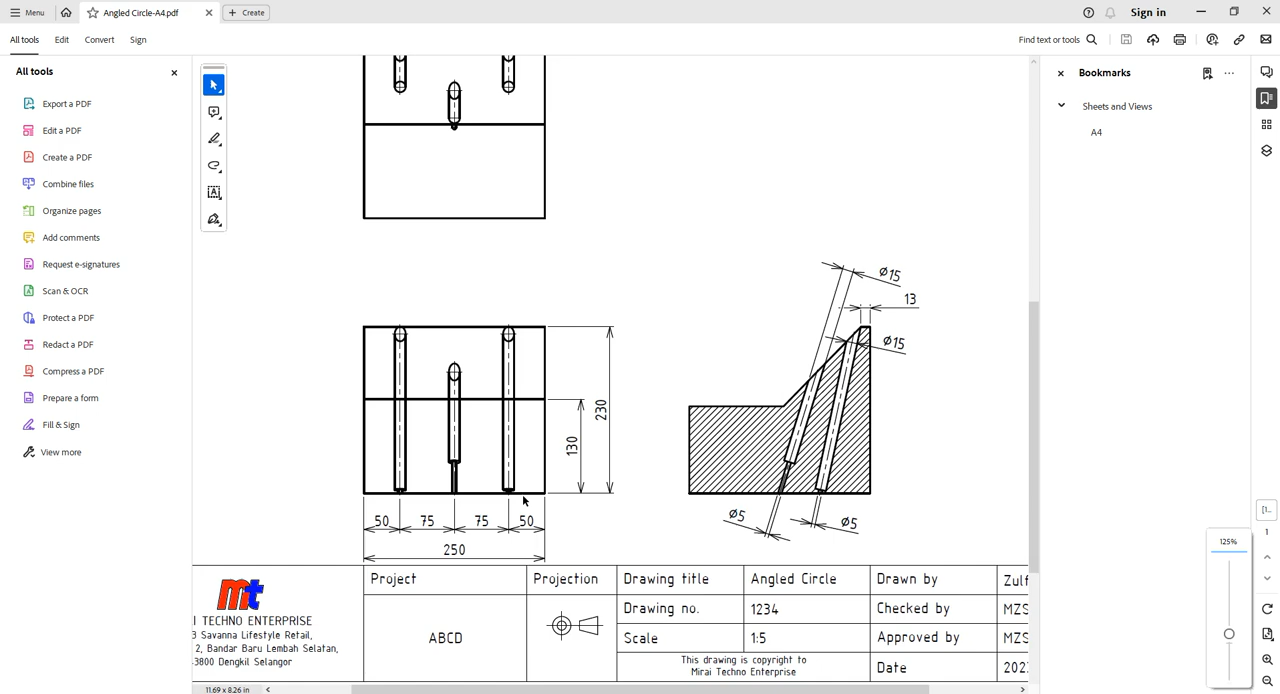 Menu
Angled Circle-A4.pdf
Create
Sign in
All tools
Edit
Convert
Sign
Find text or tools
All tools
Export a PDF
Edit a PDF
Create a PDF
Combine files
Organize pages
Add comments
Request e-signatures
Scan & OCR
Protect a PDF
Redact a PDF
Compress a PDF
Prepare a form
Fill & Sign
View more
Bookmarks
Sheets and Views
A4
Ø15
13
Ø15
230
130
50
75
75
50
250
Ø5
Ø5
mt
I TECHNO ENTERPRISE
3 Savanna Lifestyle Retail,
2, Bandar Baru Lembah Selatan,
3800 Dengkil Selangor
Project
ABCD
Projection
Drawing title
Angled Circle
Drawn by
Zulf
Drawing no.
1234
Checked by
MZS
Scale
1:5
Approved by
MZS
This drawing is copyright to
Mirai Techno Enterprise
Date
202
125%
1
11.69 x 8.26 in